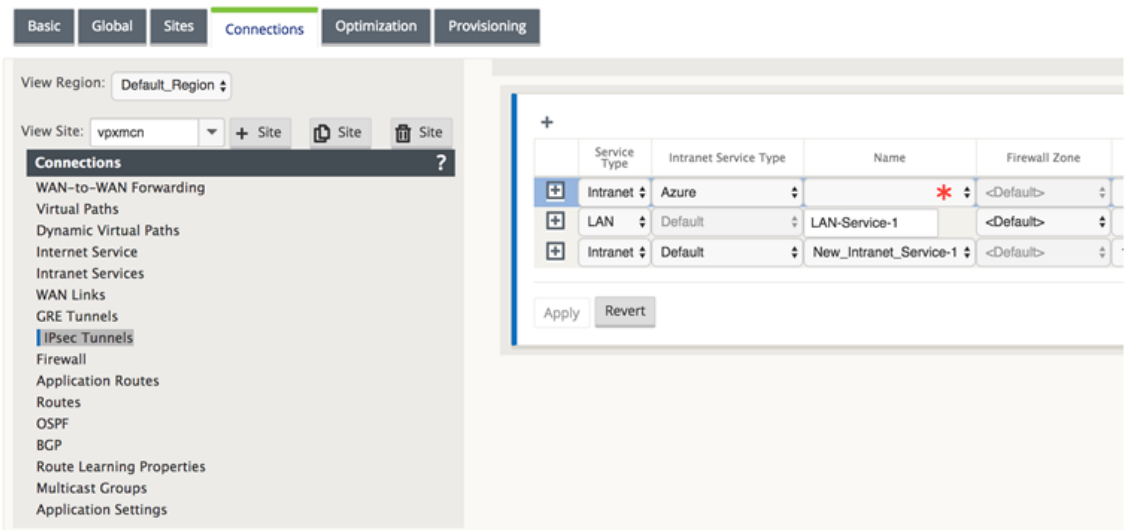 Basic Global Sites Connections Optimization Provisioning
View Region: Default_Region
View Site: vpxmcn + Site Site Site
Connections ?
WAN-to-WAN Forwarding
Virtual Paths
Dynamic Virtual Paths
Internet Service
Intranet Services
WAN Links
GRE Tunnels
IPsec Tunnels
Firewall
Application Routes
Routes
OSPF
BGP
Route Learning Properties
Multicast Groups
Application Settings
+
Service Type Intranet Service Type Name Firewall Zone
Intranet Azure * <Default>
LAN Default LAN-Service-1 <Default>
Intranet Default New_Intranet_Service-1 <Default>
Apply Revert